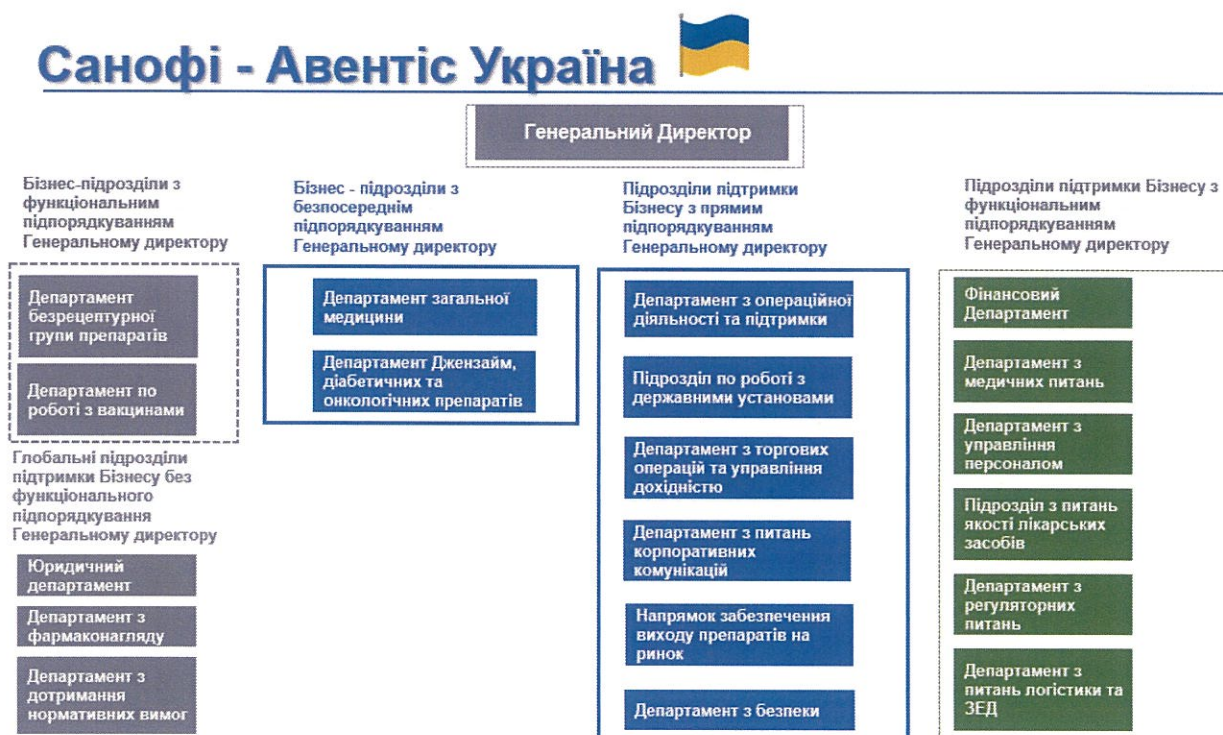 Санофі - Авентіс Україна
Генеральний Директор
Бізнес-підрозділи з
функціональним
підпорядкуванням
Генеральному директору
Департамент
безрецептурної
групи препаратів
Департамент по
роботі з вакцинами
Глобальні підрозділи
підтримки Бізнесу без
функціонального
підпорядкування
Генеральному директору
Юридичний
департамент
Департамент з
фармаконагляду
Департамент з
дотримання
нормативних вимог
Бізнес - підрозділи з
безпосереднім
підпорядкуванням
Генеральному директору
Департамент загальної
медицини
Департамент Джензайм,
діабетичних та
онкологічних препаратів
Підрозділи підтримки
Бізнесу з прямим
підпорядкуванням
Генеральному директору
Департамент з операційної
діяльності та підтримки
Підрозділ по роботі з
державними установами
Департамент з торгових
операцій та управління
дохідністю
Департамент з питань
корпоративних
комунікацій
Напрямок забезпечення
виходу препаратів на
ринок
Департамент з безпеки
Підрозділи підтримки Бізнесу з
функціональним
підпорядкуванням
Генеральному директору
Фінансовий
Департамент
Департамент з
медичних питань
Департамент з
управління
персоналом
Підрозділ з питань
якості лікарських
засобів
Департамент з
регуляторних
питань
Департамент з
питань логістики та
ЗЕД